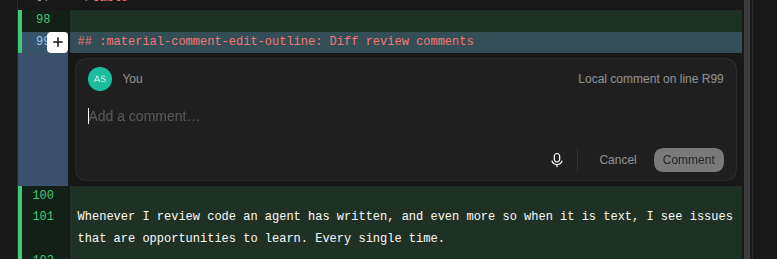 98
99 ## :material-comment-edit-outline: Diff review comments
AS You Local comment on line R99
Add a comment…
Cancel Comment
100
101 Whenever I review code an agent has written, and even more so when it is text, I see issues
that are opportunities to learn. Every single time.